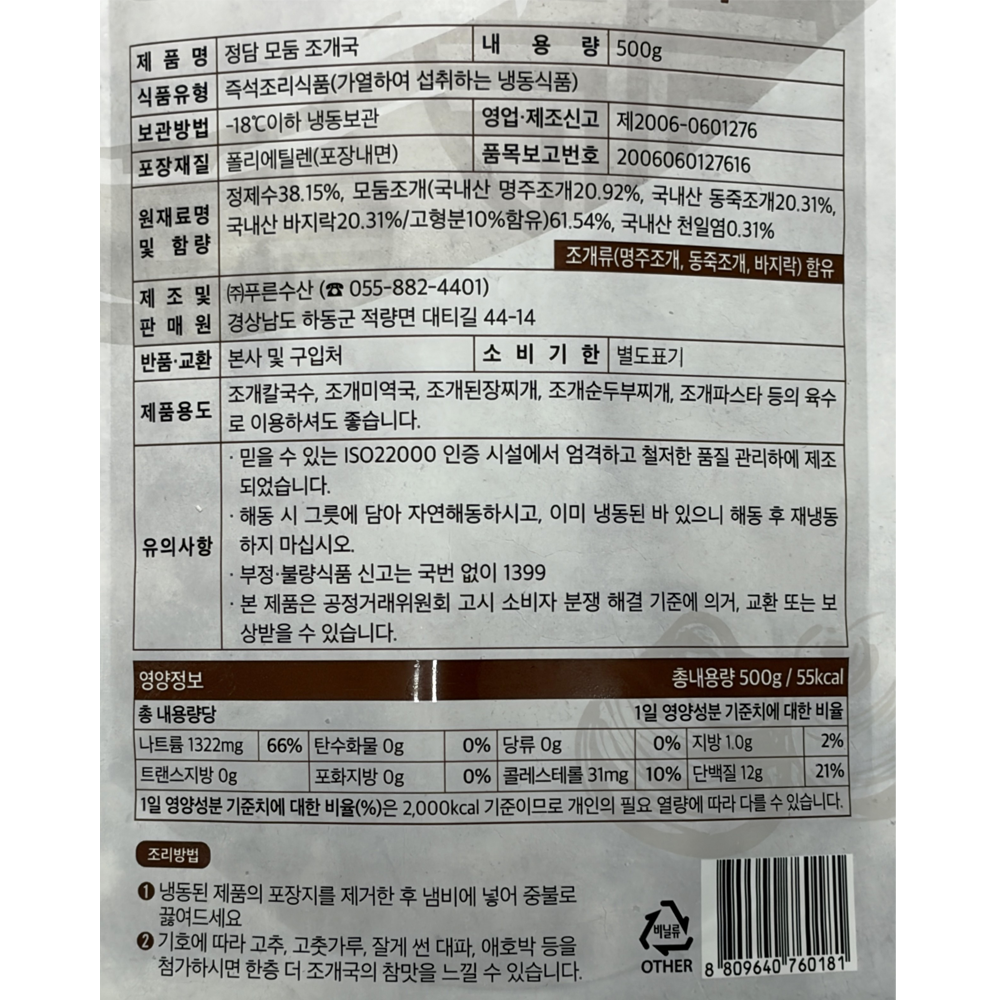 제 품 명 정담 모둠 조개국 내 용 량 500g
식품유형 즉석조리식품(가열하여 섭취하는 냉동식품)
보관방법 -18℃이하 냉동보관 영업·제조신고 제2006-0601276
포장재질 폴리에틸렌(포장내면) 품목보고번호 2006060127616
원재료명 및 함량
정제수38.15%, 모둠조개(국내산 명주조개20.92%, 국내산 동죽조개20.31%,
국내산 바지락20.31%/고형분10%함유)61.54%, 국내산 천일염0.31%
조개류(명주조개, 동죽조개, 바지락) 함유
제 조 및 ㈜푸른수산 (☎ 055-882-4401)
판 매 원 경상남도 하동군 적량면 대티길 44-14
반품·교환 본사 및 구입처 소 비 기 한 별도표기
제품용도
조개칼국수, 조개미역국, 조개된장찌개, 조개순두부찌개, 조개파스타 등의 육수
로 이용하셔도 좋습니다.
유의사항
· 믿을 수 있는 ISO22000 인증 시설에서 엄격하고 철저한 품질 관리하에 제조
되었습니다.
· 해동 시 그릇에 담아 자연해동하시고, 이미 냉동된 바 있으니 해동 후 재냉동
하지 마십시오.
· 부정·불량식품 신고는 국번 없이 1399
· 본 제품은 공정거래위원회 고시 소비자 분쟁 해결 기준에 의거, 교환 또는 보
상받을 수 있습니다.
영양정보 총내용량 500g / 55kcal
총 내용량당 1일 영양성분 기준치에 대한 비율
나트륨 1322mg 66% 탄수화물 0g 0% 당류 0g 0% 지방 1.0g 2%
트랜스지방 0g 포화지방 0g 0% 콜레스테롤 31mg 10% 단백질 12g 21%
1일 영양성분 기준치에 대한 비율(%)은 2,000kcal 기준이므로 개인의 필요 열량에 따라 다를 수 있습니다.
조리방법
❶ 냉동된 제품의 포장지를 제거한 후 냄비에 넣어 중불로
끓여드세요
❷ 기호에 따라 고추, 고춧가루, 잘게 썬 대파, 애호박 등을
첨가하시면 한층 더 조개국의 참맛을 느낄 수 있습니다.
비닐류
OTHER
8 809640 760181